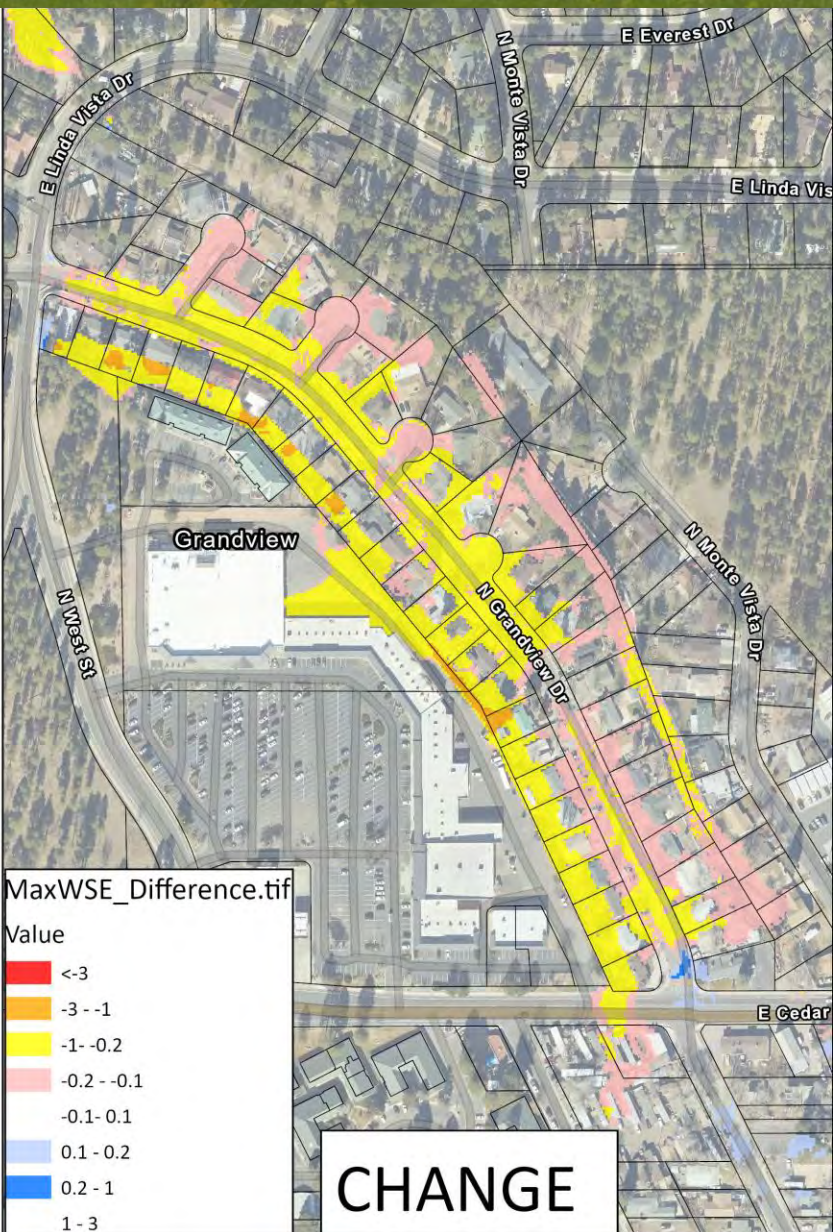 E Everest Dr
N Monte Vista Dr
E Linda Vista Dr
E Linda Vis
Grandview
N West St
N Grandview Dr
N Monte Vista Dr
E Cedar
MaxWSE_Difference.tif
Value
<-3
-3 - -1
-1- -0.2
-0.2 - -0.1
-0.1- 0.1
0.1 - 0.2
0.2 - 1
1 - 3
CHANGE